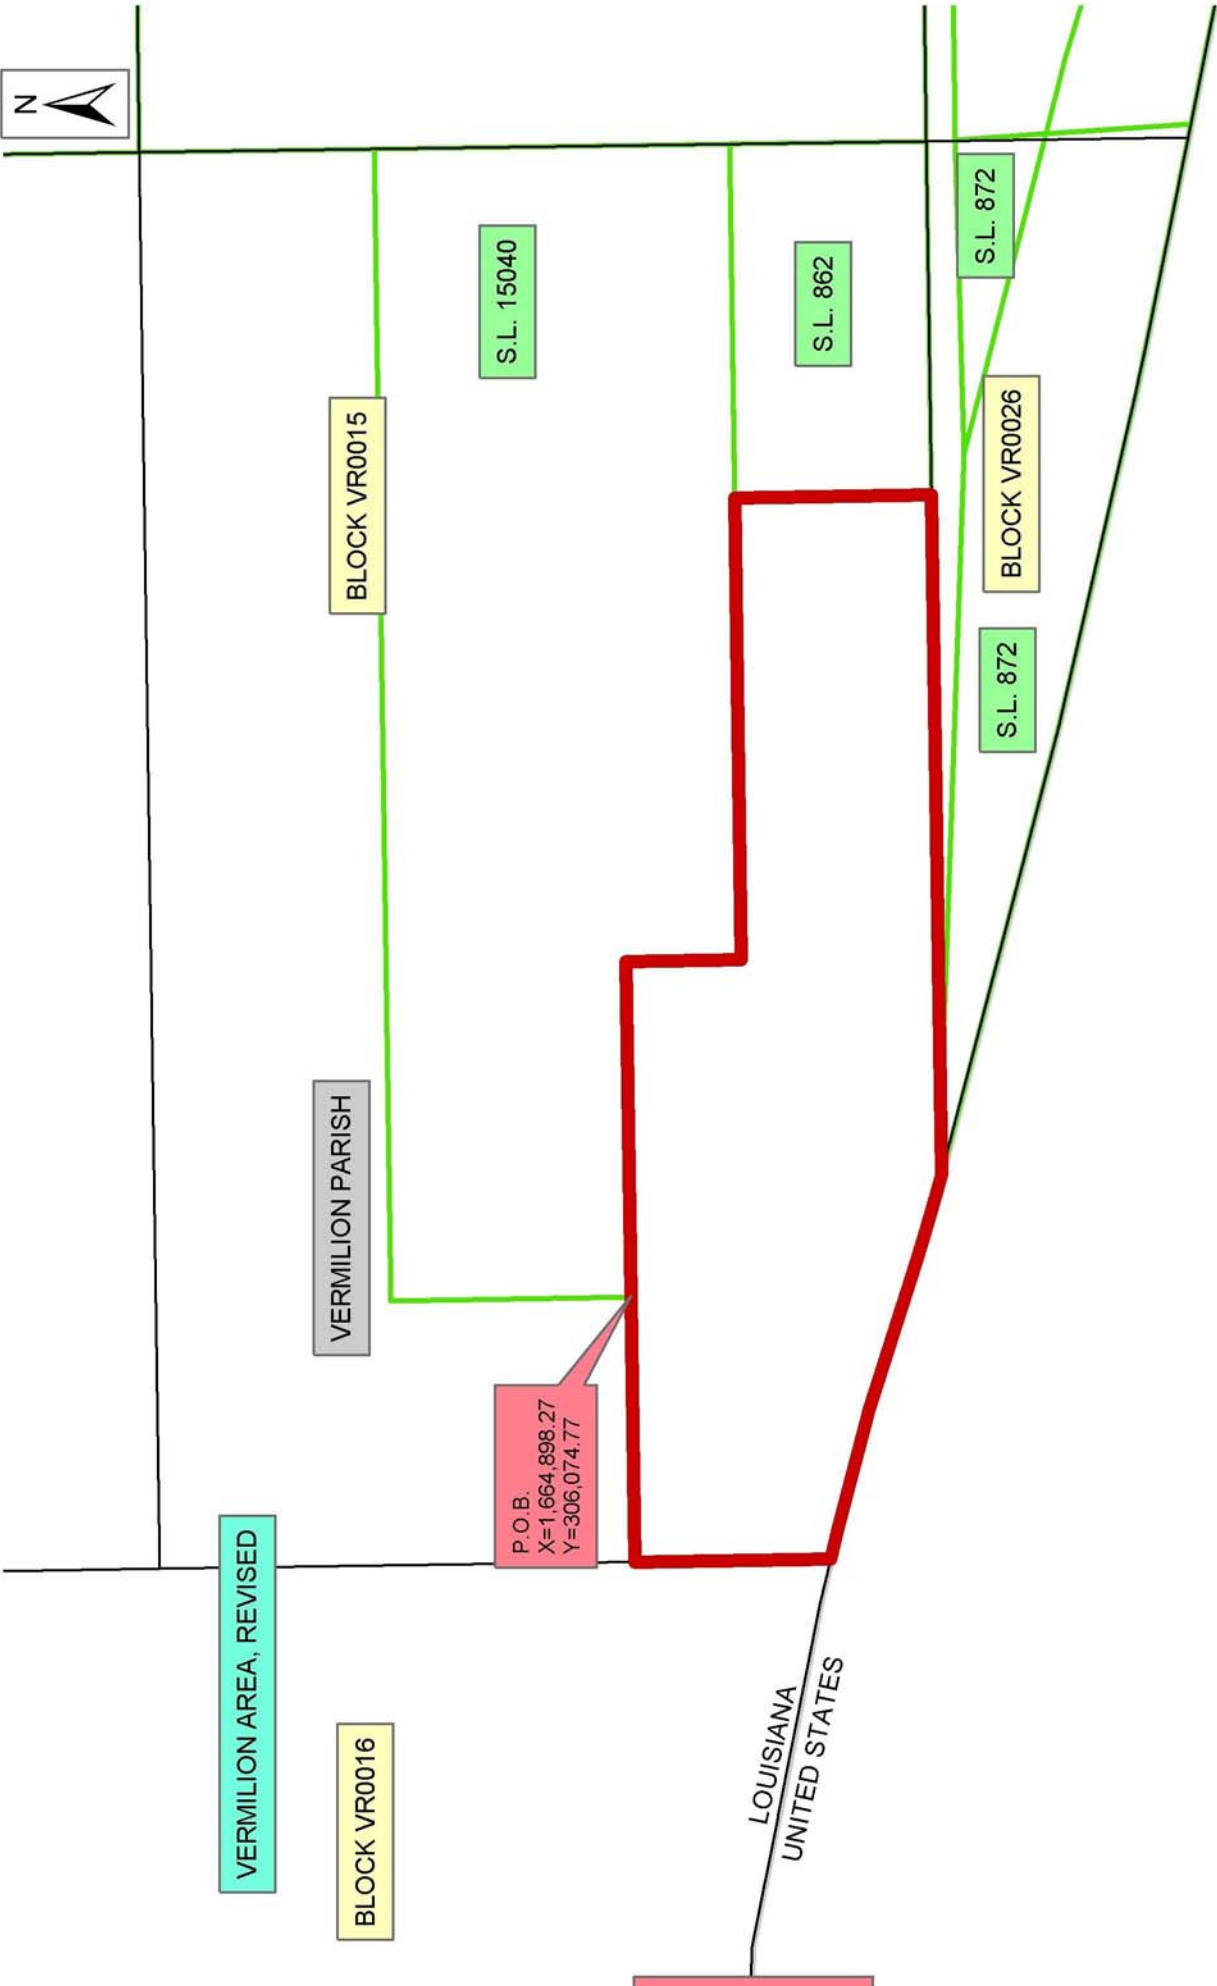 VERMILION AREA, REVISED
BLOCK VR0016
VERMILION PARISH
BLOCK VR0015
N
P.O.B.
X=1,664,898.27
Y=306,074.77
S.L. 15040
S.L. 862
LOUISIANA
UNITED STATES
S.L. 872
BLOCK VR0026
S.L. 872